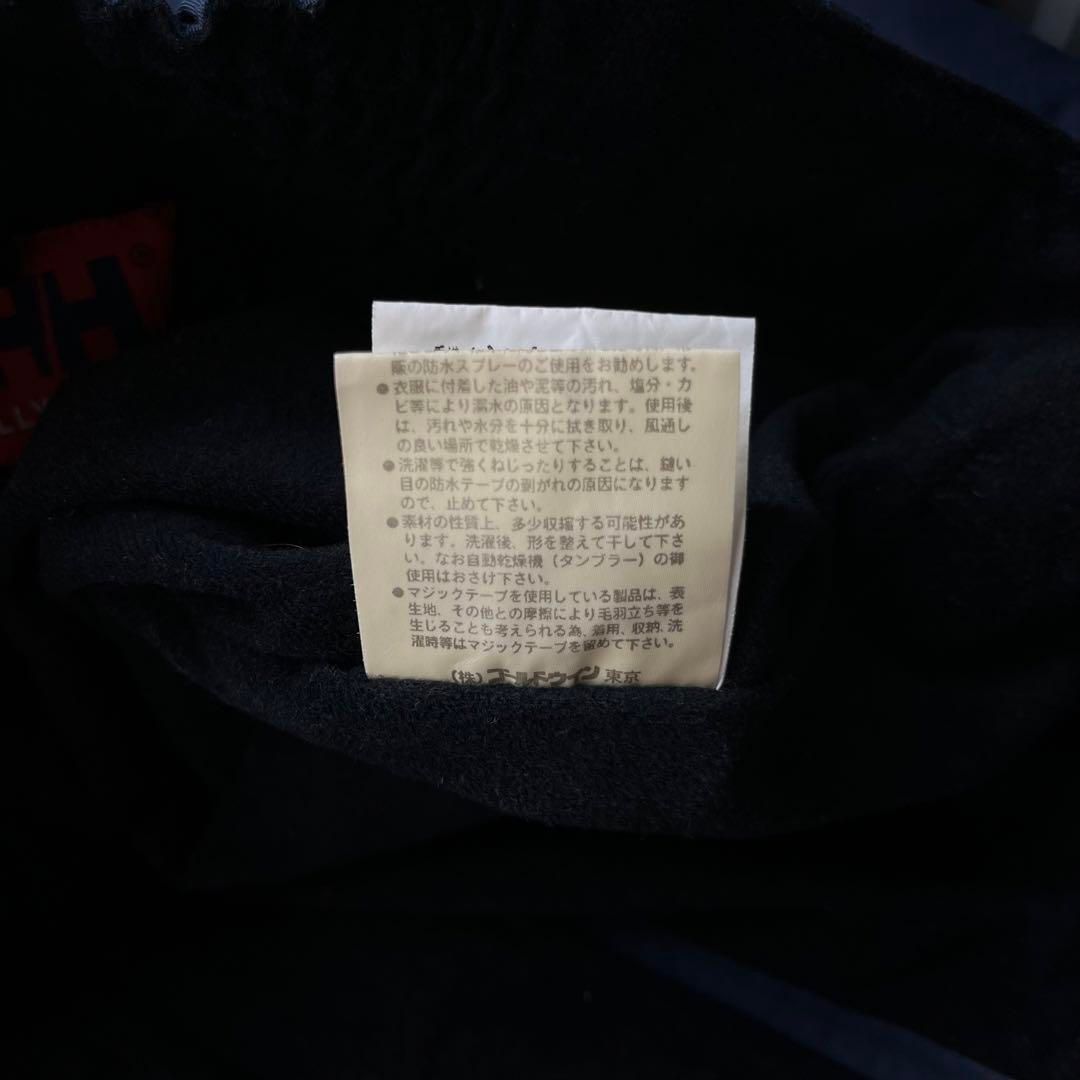 HH®
LLY
販の防水スプレーのご使用をお勧めします。
●衣服に付着した油や泥等の汚れ、塩分・カ
ビ等により漏水の原因となります。使用後
は、汚れや水分を十分に拭き取り、風通し
の良い場所で乾燥させて下さい。
●洗濯等で強くねじったりすることは、縫い
目の防水テープの剥がれの原因になります
ので、止めて下さい。
●素材の性質上、多少収縮する可能性があ
ります。洗濯後、形を整えて干して下さ
い。なお自動乾燥機（タンブラー）の御
使用はおさけ下さい。
●マジックテープを使用している製品は、表
生地、その他との摩擦により毛羽立ち等を
生じることも考えられる為、着用、収納、洗
濯時等はマジックテープを留めて下さい。
（株）ゴールドウイン 東京